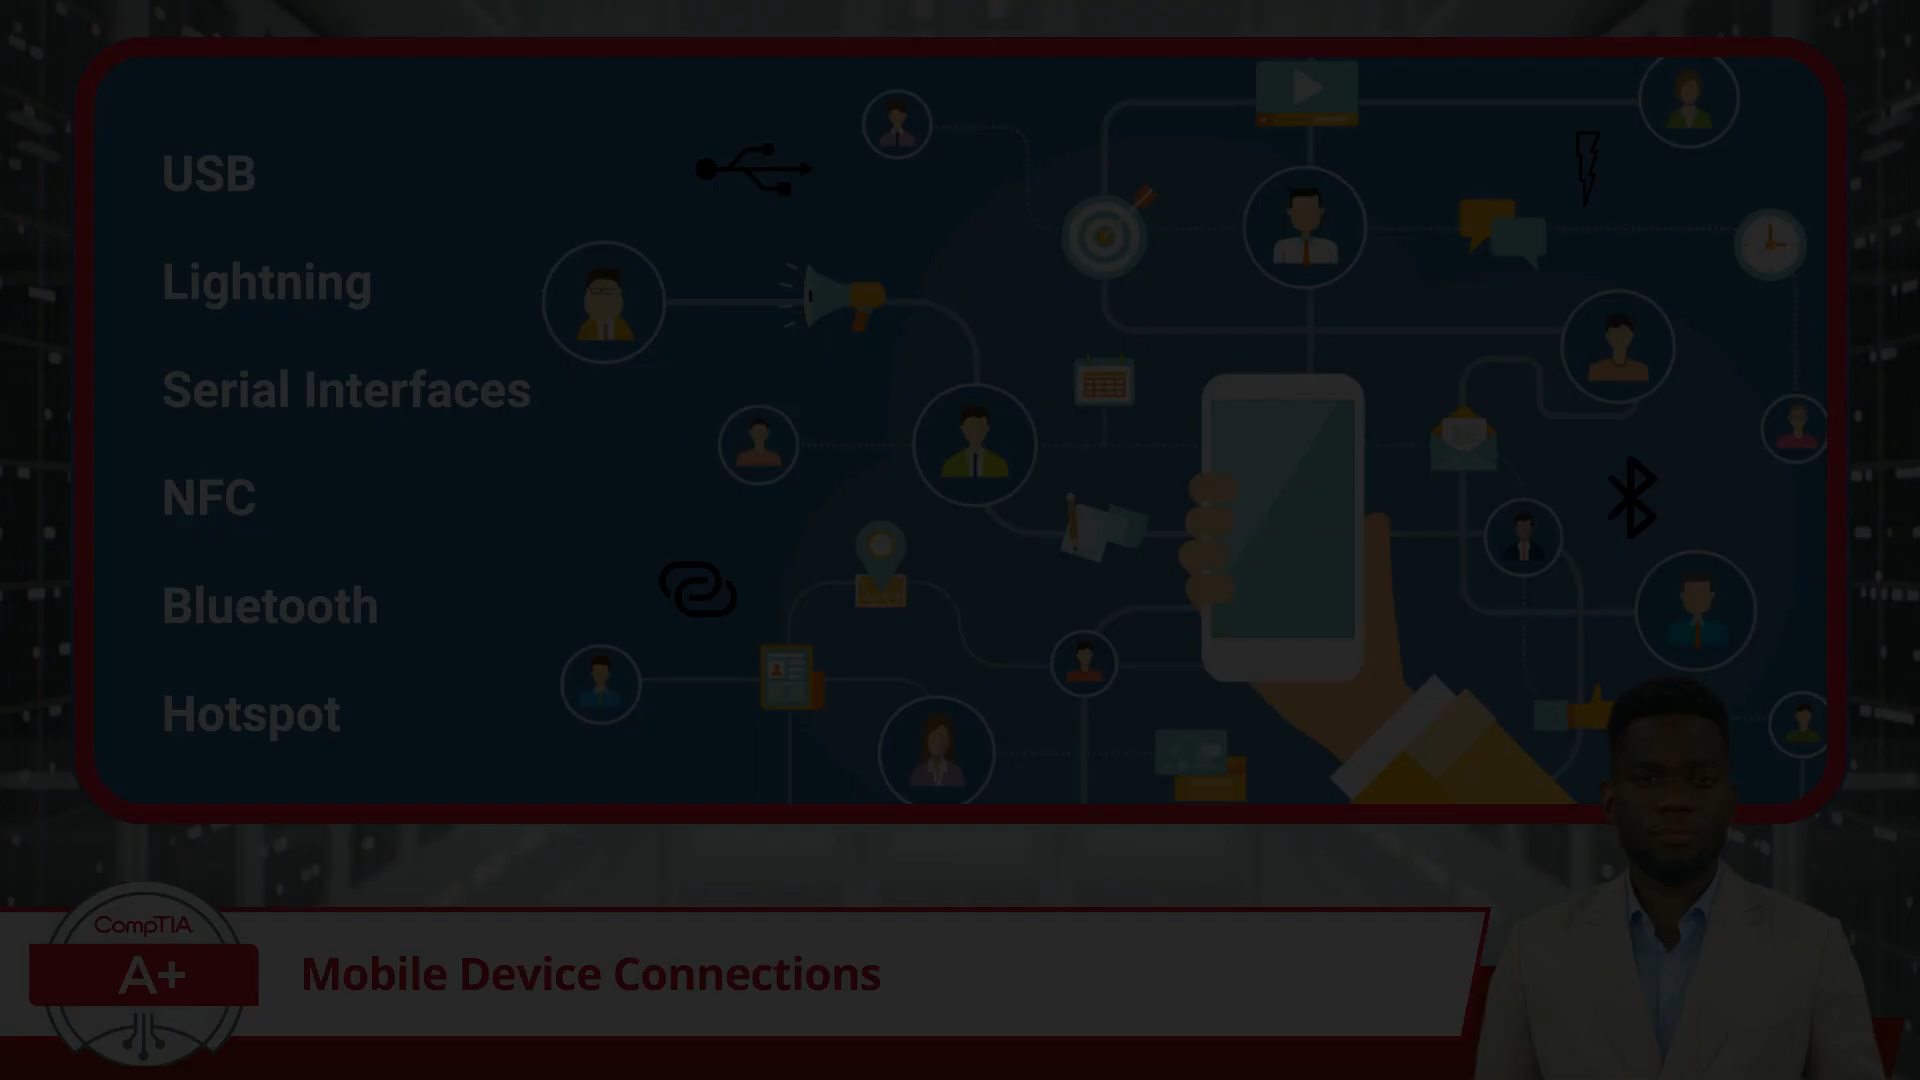 USB
Lightning
Serial Interfaces
NFC
Bluetooth
Hotspot
CompTIA
A+
Mobile Device Connections